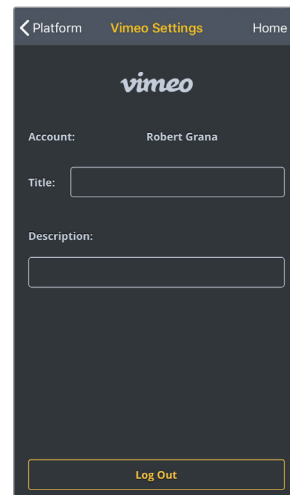 Platform Vimeo Settings Home
vimeo
Account: Robert Grana
Title:
Description:
Log Out